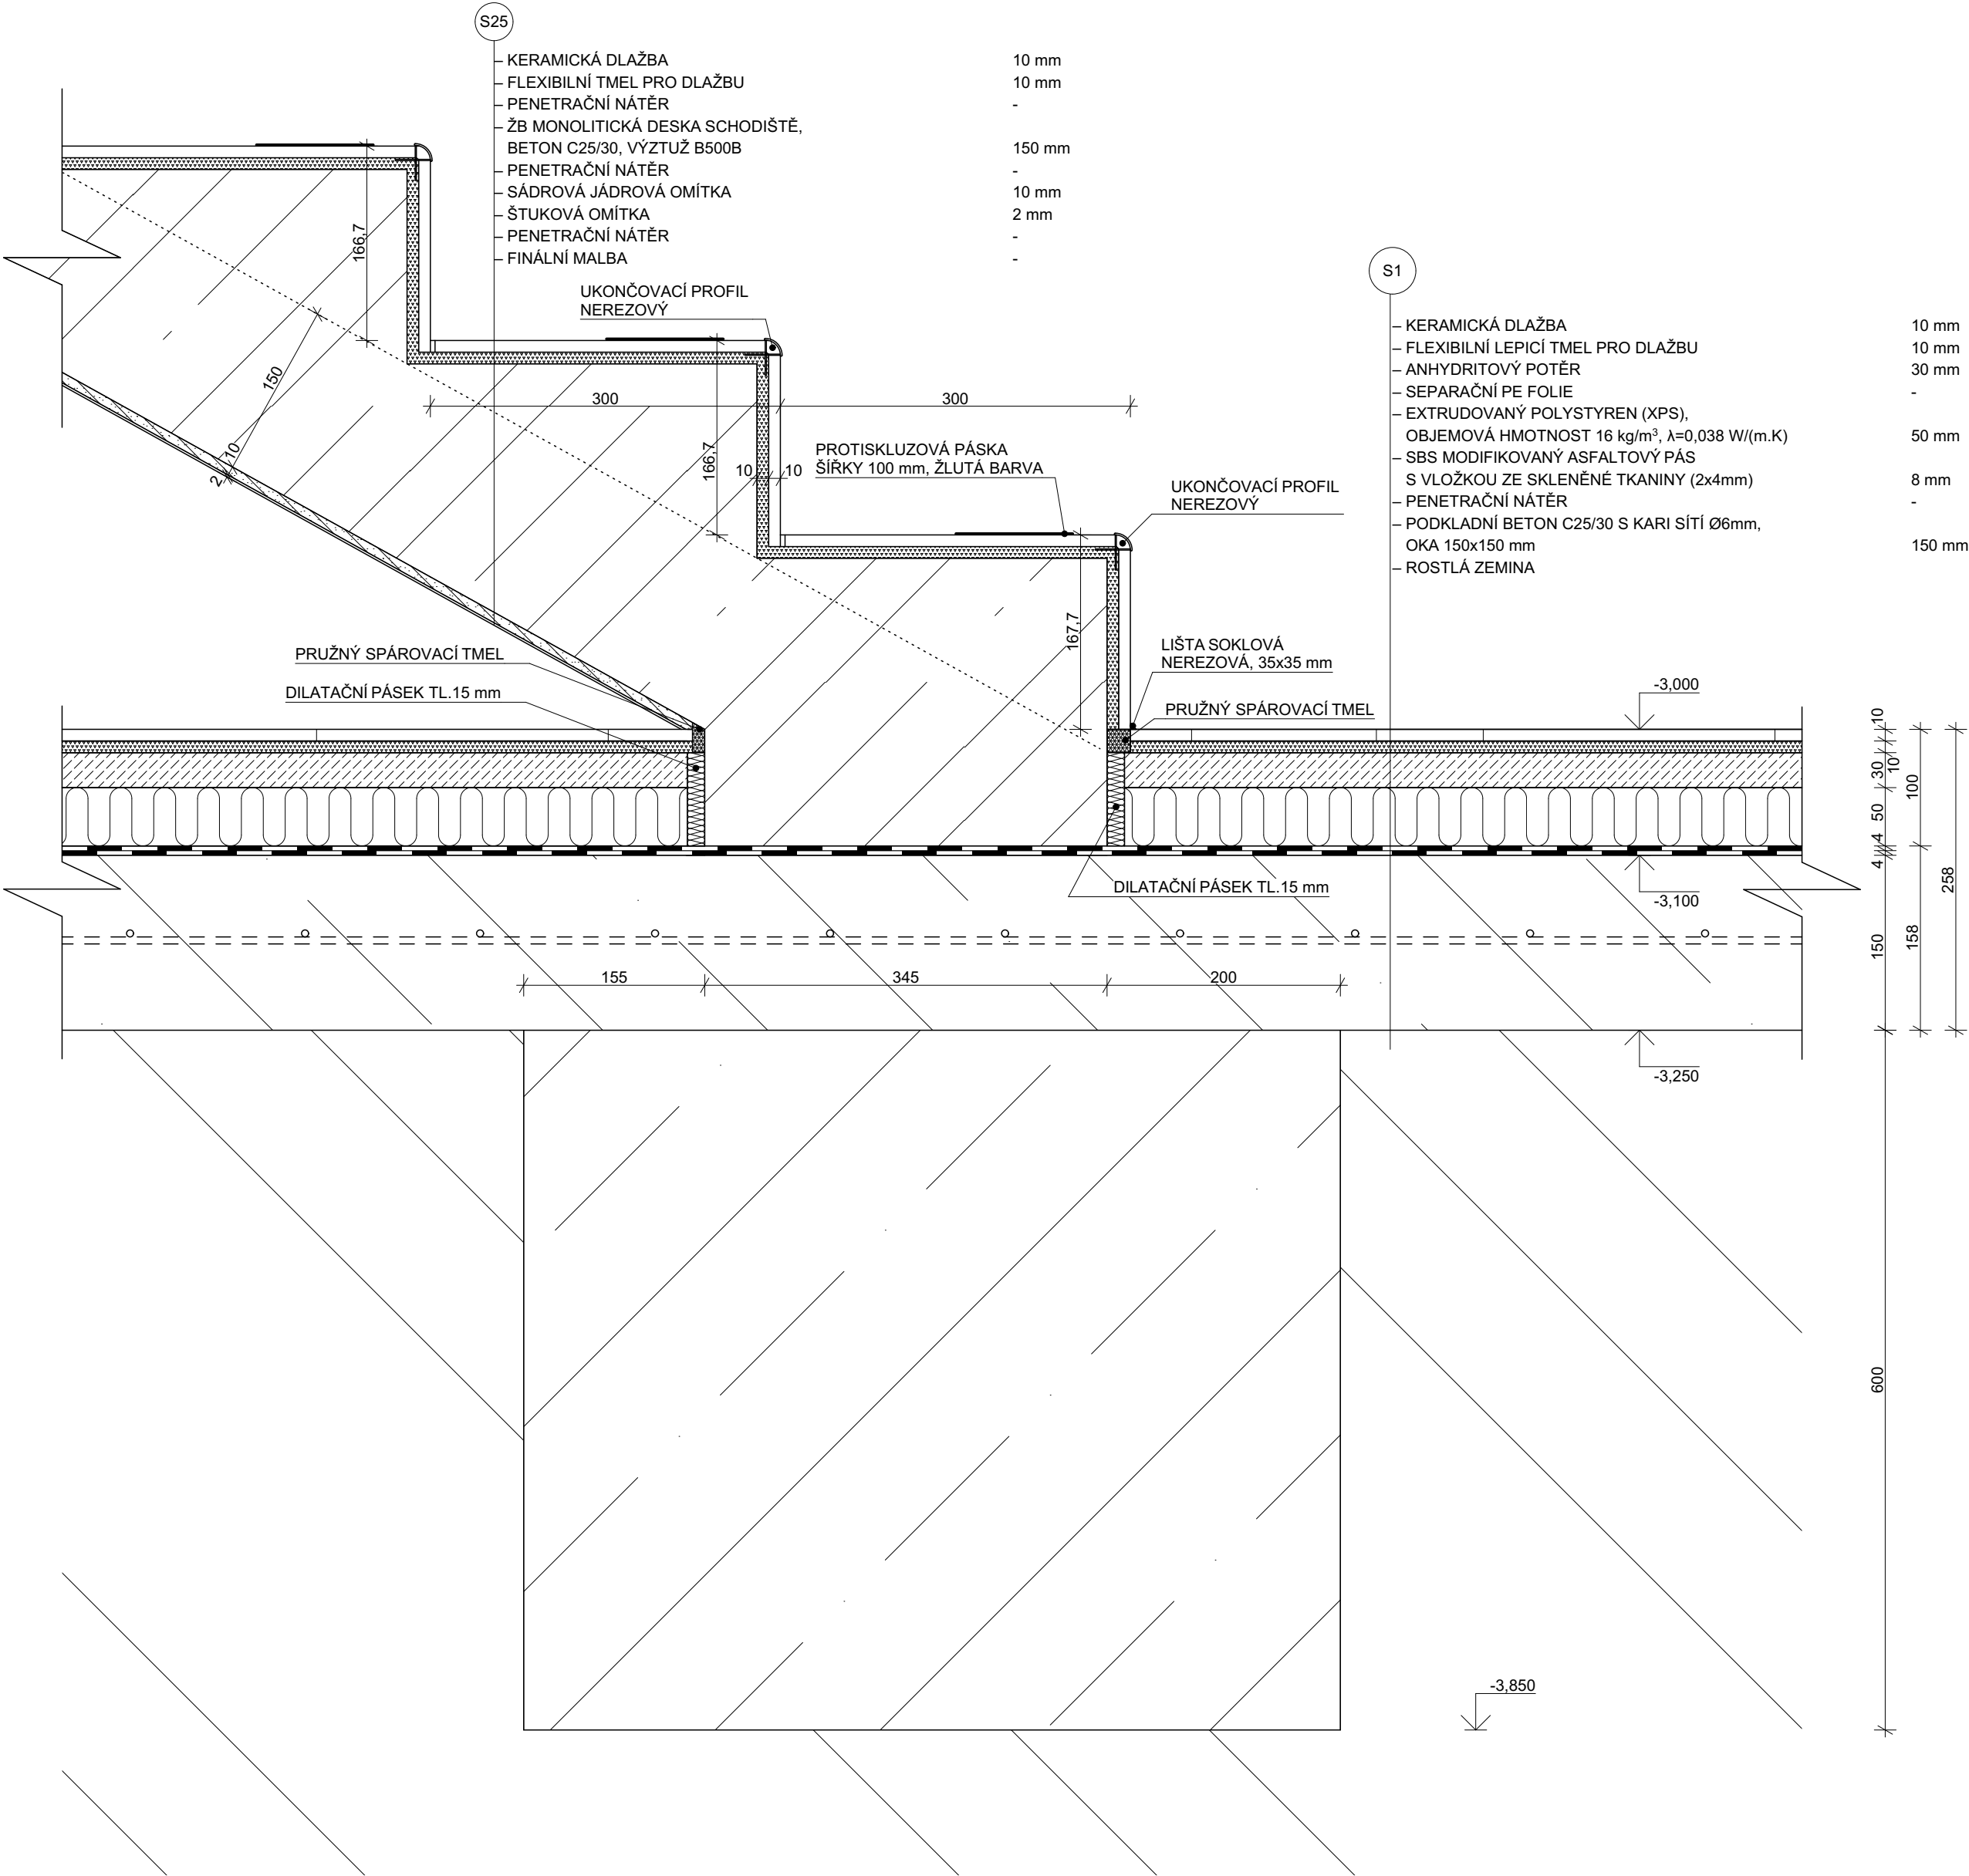 S25
KERAMICKÁ DLAŽBA 10 mm
FLEXIBILNÍ TMEL PRO DLAŽBU 10 mm
PENETRAČNÍ NÁTĚR -
ŽB MONOLITICKÁ DESKA SCHODIŠTĚ,
BETON C25/30, VÝZTUŽ B500B 150 mm
PENETRAČNÍ NÁTĚR -
SÁDROVÁ JÁDROVÁ OMÍTKA 10 mm
ŠTUKOVÁ OMÍTKA 2 mm
PENETRAČNÍ NÁTĚR -
FINÁLNÍ MALBA -
S1
KERAMICKÁ DLAŽBA 10 mm
FLEXIBILNÍ LEPICÍ TMEL PRO DLAŽBU 10 mm
ANHYDRITOVÝ POTĚR 30 mm
SEPARAČNÍ PE FOLIE -
EXTRUDOVANÝ POLYSTYREN (XPS),
OBJEMOVÁ HMOTNOST 16 kg/m³, λ=0,038 W/(m.K) 50 mm
SBS MODIFIKOVANÝ ASFALTOVÝ PÁS
S VLOŽKOU ZE SKLENĚNÉ TKANINY (2x4mm) 8 mm
PENETRAČNÍ NÁTĚR -
PODKLADNÍ BETON C25/30 S KARI SÍTÍ Ø6mm,
OKA 150x150 mm 150 mm
ROSTLÁ ZEMINA
166,7
UKONČOVACÍ PROFIL
NEREZOVÝ
150
10
2
300
300
166,7
10
10
PROTISKLUZOVÁ PÁSKA
ŠÍŘKY 100 mm, ŽLUTÁ BARVA
UKONČOVACÍ PROFIL
NEREZOVÝ
167,7
LIŠTA SOKLOVÁ
NEREZOVÁ, 35x35 mm
PRUŽNÝ SPÁROVACÍ TMEL
PRUŽNÝ SPÁROVACÍ TMEL
DILATAČNÍ PÁSEK TL.15 mm
-3,000
10
10
30
50
4
4
150
100
158
258
DILATAČNÍ PÁSEK TL.15 mm
-3,100
155
345
200
-3,250
600
-3,850